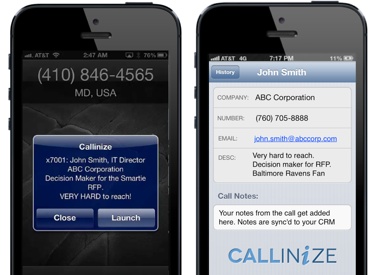 AT&T
2:47 AM
76%
(410) 846-4565
MD, USA
Callinize
x7001: John Smith, IT Director
ABC Corporation
Decision Maker for the Smartie
RFP.
VERY HARD to reach!
Close
Launch
AT&T 4G
7:17 PM
11%
History
John Smith
COMPANY: ABC Corporation
NUMBER: (760) 705-8888
EMAIL: john.smith@abccorp.com
DESC: Very hard to reach.
Decision maker for RFP.
Baltimore Ravens Fan
Call Notes:
Your notes from the call get added
here. Notes are sync'd to your CRM
CALLiNiZE